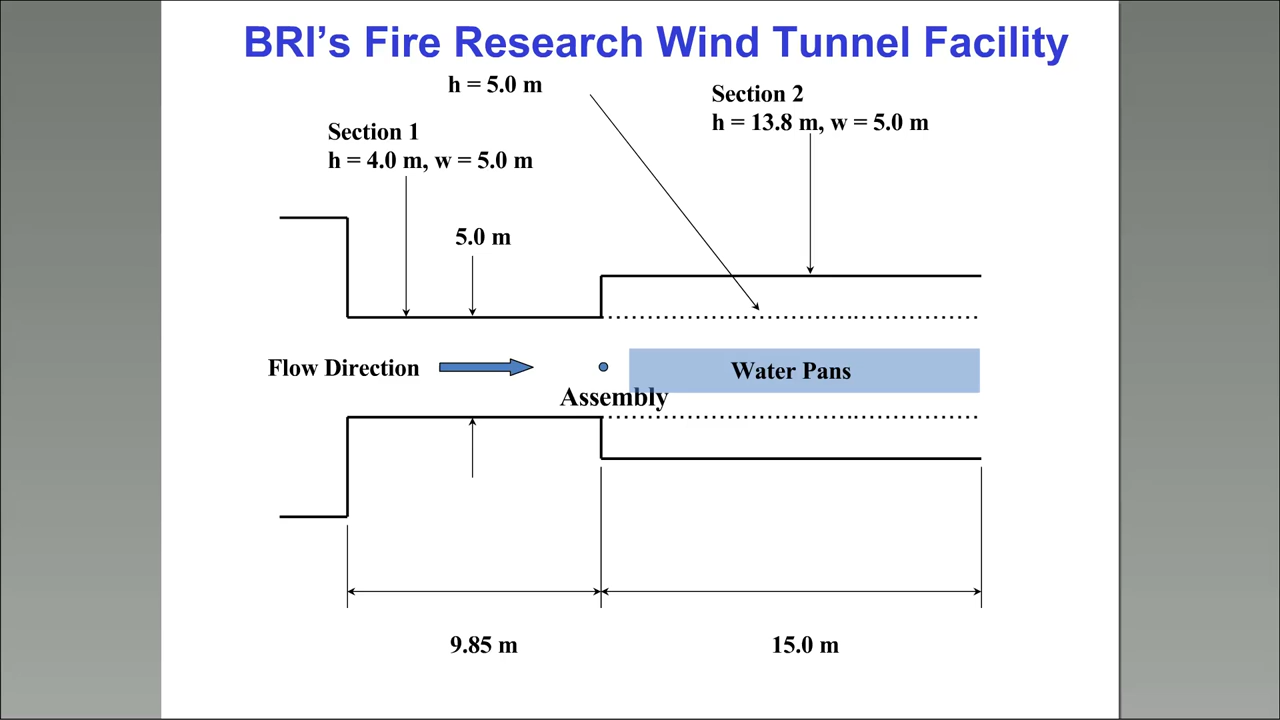 BRI’s Fire Research Wind Tunnel Facility
h = 5.0 m
Section 2
h = 13.8 m, w = 5.0 m
Section 1
h = 4.0 m, w = 5.0 m
5.0 m
Flow Direction
Water Pans
Assembly
9.85 m
15.0 m